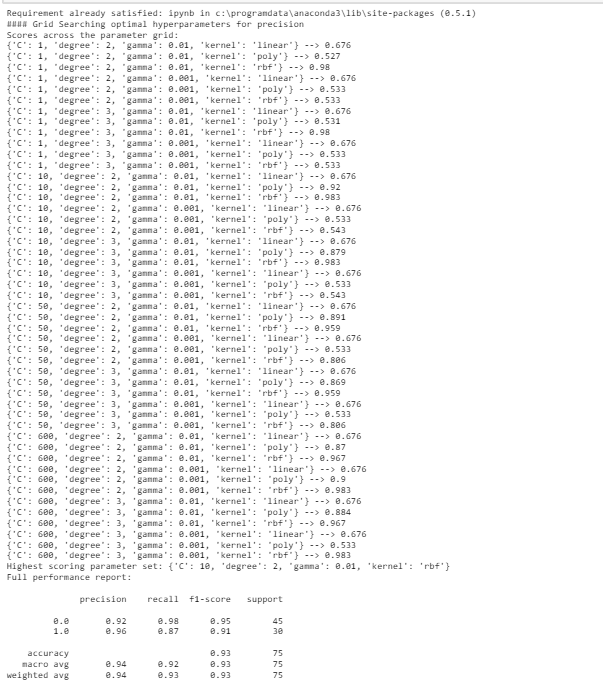 Requirement already satisfied: ipynb in c:\programdata\anaconda3\lib\site-packages (0.5.1)
#### Grid Searching optimal hyperparameters for precision
Scores across the parameter grid:
{'C': 1, 'degree': 2, 'gamma': 0.01, 'kernel': 'linear'} --> 0.676
{'C': 1, 'degree': 2, 'gamma': 0.01, 'kernel': 'poly'} --> 0.527
{'C': 1, 'degree': 2, 'gamma': 0.01, 'kernel': 'rbf'} --> 0.98
{'C': 1, 'degree': 2, 'gamma': 0.001, 'kernel': 'linear'} --> 0.676
{'C': 1, 'degree': 2, 'gamma': 0.001, 'kernel': 'poly'} --> 0.533
{'C': 1, 'degree': 2, 'gamma': 0.001, 'kernel': 'rbf'} --> 0.533
{'C': 1, 'degree': 3, 'gamma': 0.01, 'kernel': 'linear'} --> 0.676
{'C': 1, 'degree': 3, 'gamma': 0.01, 'kernel': 'poly'} --> 0.531
{'C': 1, 'degree': 3, 'gamma': 0.01, 'kernel': 'rbf'} --> 0.98
{'C': 1, 'degree': 3, 'gamma': 0.001, 'kernel': 'linear'} --> 0.676
{'C': 1, 'degree': 3, 'gamma': 0.001, 'kernel': 'poly'} --> 0.533
{'C': 1, 'degree': 3, 'gamma': 0.001, 'kernel': 'rbf'} --> 0.533
{'C': 10, 'degree': 2, 'gamma': 0.01, 'kernel': 'linear'} --> 0.676
{'C': 10, 'degree': 2, 'gamma': 0.01, 'kernel': 'poly'} --> 0.92
{'C': 10, 'degree': 2, 'gamma': 0.01, 'kernel': 'rbf'} --> 0.983
{'C': 10, 'degree': 2, 'gamma': 0.001, 'kernel': 'linear'} --> 0.676
{'C': 10, 'degree': 2, 'gamma': 0.001, 'kernel': 'poly'} --> 0.533
{'C': 10, 'degree': 2, 'gamma': 0.001, 'kernel': 'rbf'} --> 0.543
{'C': 10, 'degree': 3, 'gamma': 0.01, 'kernel': 'linear'} --> 0.676
{'C': 10, 'degree': 3, 'gamma': 0.01, 'kernel': 'poly'} --> 0.879
{'C': 10, 'degree': 3, 'gamma': 0.01, 'kernel': 'rbf'} --> 0.983
{'C': 10, 'degree': 3, 'gamma': 0.001, 'kernel': 'linear'} --> 0.676
{'C': 10, 'degree': 3, 'gamma': 0.001, 'kernel': 'poly'} --> 0.533
{'C': 10, 'degree': 3, 'gamma': 0.001, 'kernel': 'rbf'} --> 0.543
{'C': 50, 'degree': 2, 'gamma': 0.01, 'kernel': 'linear'} --> 0.676
{'C': 50, 'degree': 2, 'gamma': 0.01, 'kernel': 'poly'} --> 0.891
{'C': 50, 'degree': 2, 'gamma': 0.01, 'kernel': 'rbf'} --> 0.959
{'C': 50, 'degree': 2, 'gamma': 0.001, 'kernel': 'linear'} --> 0.676
{'C': 50, 'degree': 2, 'gamma': 0.001, 'kernel': 'poly'} --> 0.533
{'C': 50, 'degree': 2, 'gamma': 0.001, 'kernel': 'rbf'} --> 0.806
{'C': 50, 'degree': 3, 'gamma': 0.01, 'kernel': 'linear'} --> 0.676
{'C': 50, 'degree': 3, 'gamma': 0.01, 'kernel': 'poly'} --> 0.869
{'C': 50, 'degree': 3, 'gamma': 0.01, 'kernel': 'rbf'} --> 0.959
{'C': 50, 'degree': 3, 'gamma': 0.001, 'kernel': 'linear'} --> 0.676
{'C': 50, 'degree': 3, 'gamma': 0.001, 'kernel': 'poly'} --> 0.533
{'C': 50, 'degree': 3, 'gamma': 0.001, 'kernel': 'rbf'} --> 0.806
{'C': 600, 'degree': 2, 'gamma': 0.01, 'kernel': 'linear'} --> 0.676
{'C': 600, 'degree': 2, 'gamma': 0.01, 'kernel': 'poly'} --> 0.87
{'C': 600, 'degree': 2, 'gamma': 0.01, 'kernel': 'rbf'} --> 0.967
{'C': 600, 'degree': 2, 'gamma': 0.001, 'kernel': 'linear'} --> 0.676
{'C': 600, 'degree': 2, 'gamma': 0.001, 'kernel': 'poly'} --> 0.9
{'C': 600, 'degree': 2, 'gamma': 0.001, 'kernel': 'rbf'} --> 0.983
{'C': 600, 'degree': 3, 'gamma': 0.01, 'kernel': 'linear'} --> 0.676
{'C': 600, 'degree': 3, 'gamma': 0.01, 'kernel': 'poly'} --> 0.884
{'C': 600, 'degree': 3, 'gamma': 0.01, 'kernel': 'rbf'} --> 0.967
{'C': 600, 'degree': 3, 'gamma': 0.001, 'kernel': 'linear'} --> 0.676
{'C': 600, 'degree': 3, 'gamma': 0.001, 'kernel': 'poly'} --> 0.533
{'C': 600, 'degree': 3, 'gamma': 0.001, 'kernel': 'rbf'} --> 0.983
Highest scoring parameter set: {'C': 10, 'degree': 2, 'gamma': 0.01, 'kernel': 'rbf'}
Full performance report:
precision recall f1-score support
0.0 0.92 0.98 0.95 45
1.0 0.96 0.87 0.91 30
accuracy 0.93 75
macro avg 0.94 0.92 0.93 75
weighted avg 0.94 0.93 0.93 75